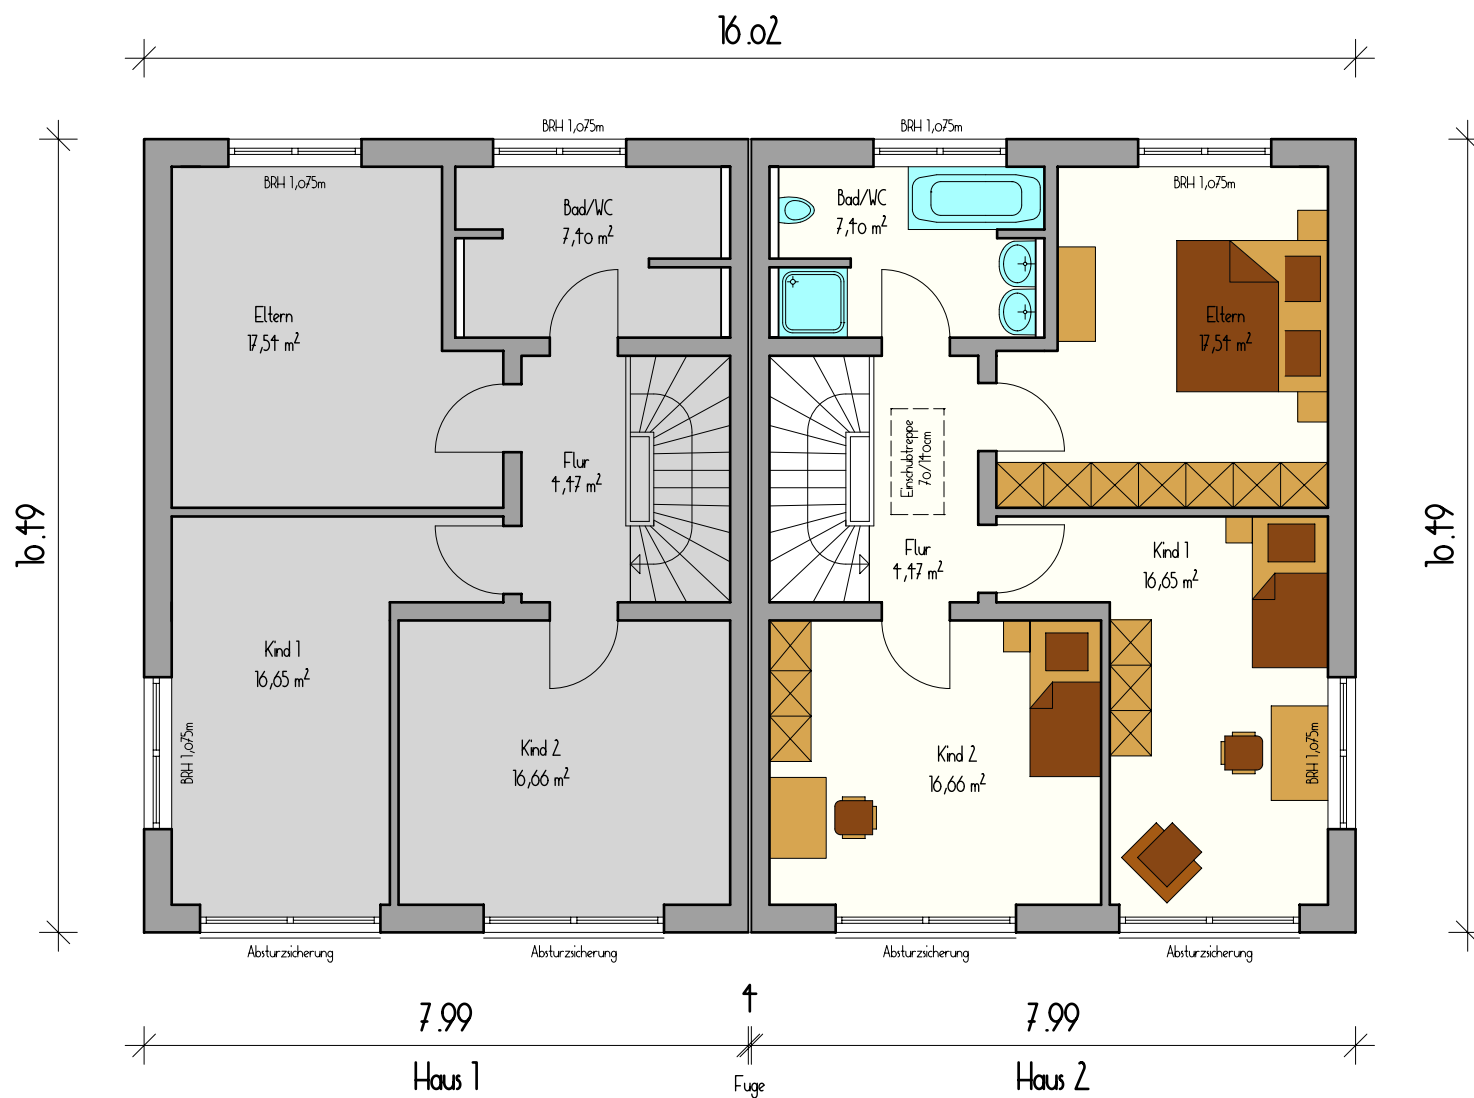 16.02
BRH 1,075m
BRH 1,075m
BRH 1,075m
BRH 1,075m
Bad/WC
7,40 m²
Bad/WC
7,40 m²
Eltern
17,54 m²
Eltern
17,54 m²
Einschubtreppe
70/140cm
Flur
4,47 m²
Flur
4,47 m²
10.49
10.49
Kind 1
16,65 m²
Kind 1
16,65 m²
BRH 1,075m
BRH 1,075m
Kind 2
16,66 m²
Kind 2
16,66 m²
Absturzsicherung
Absturzsicherung
Absturzsicherung
Absturzsicherung
7.99
4
7.99
Haus 1
Fuge
Haus 2